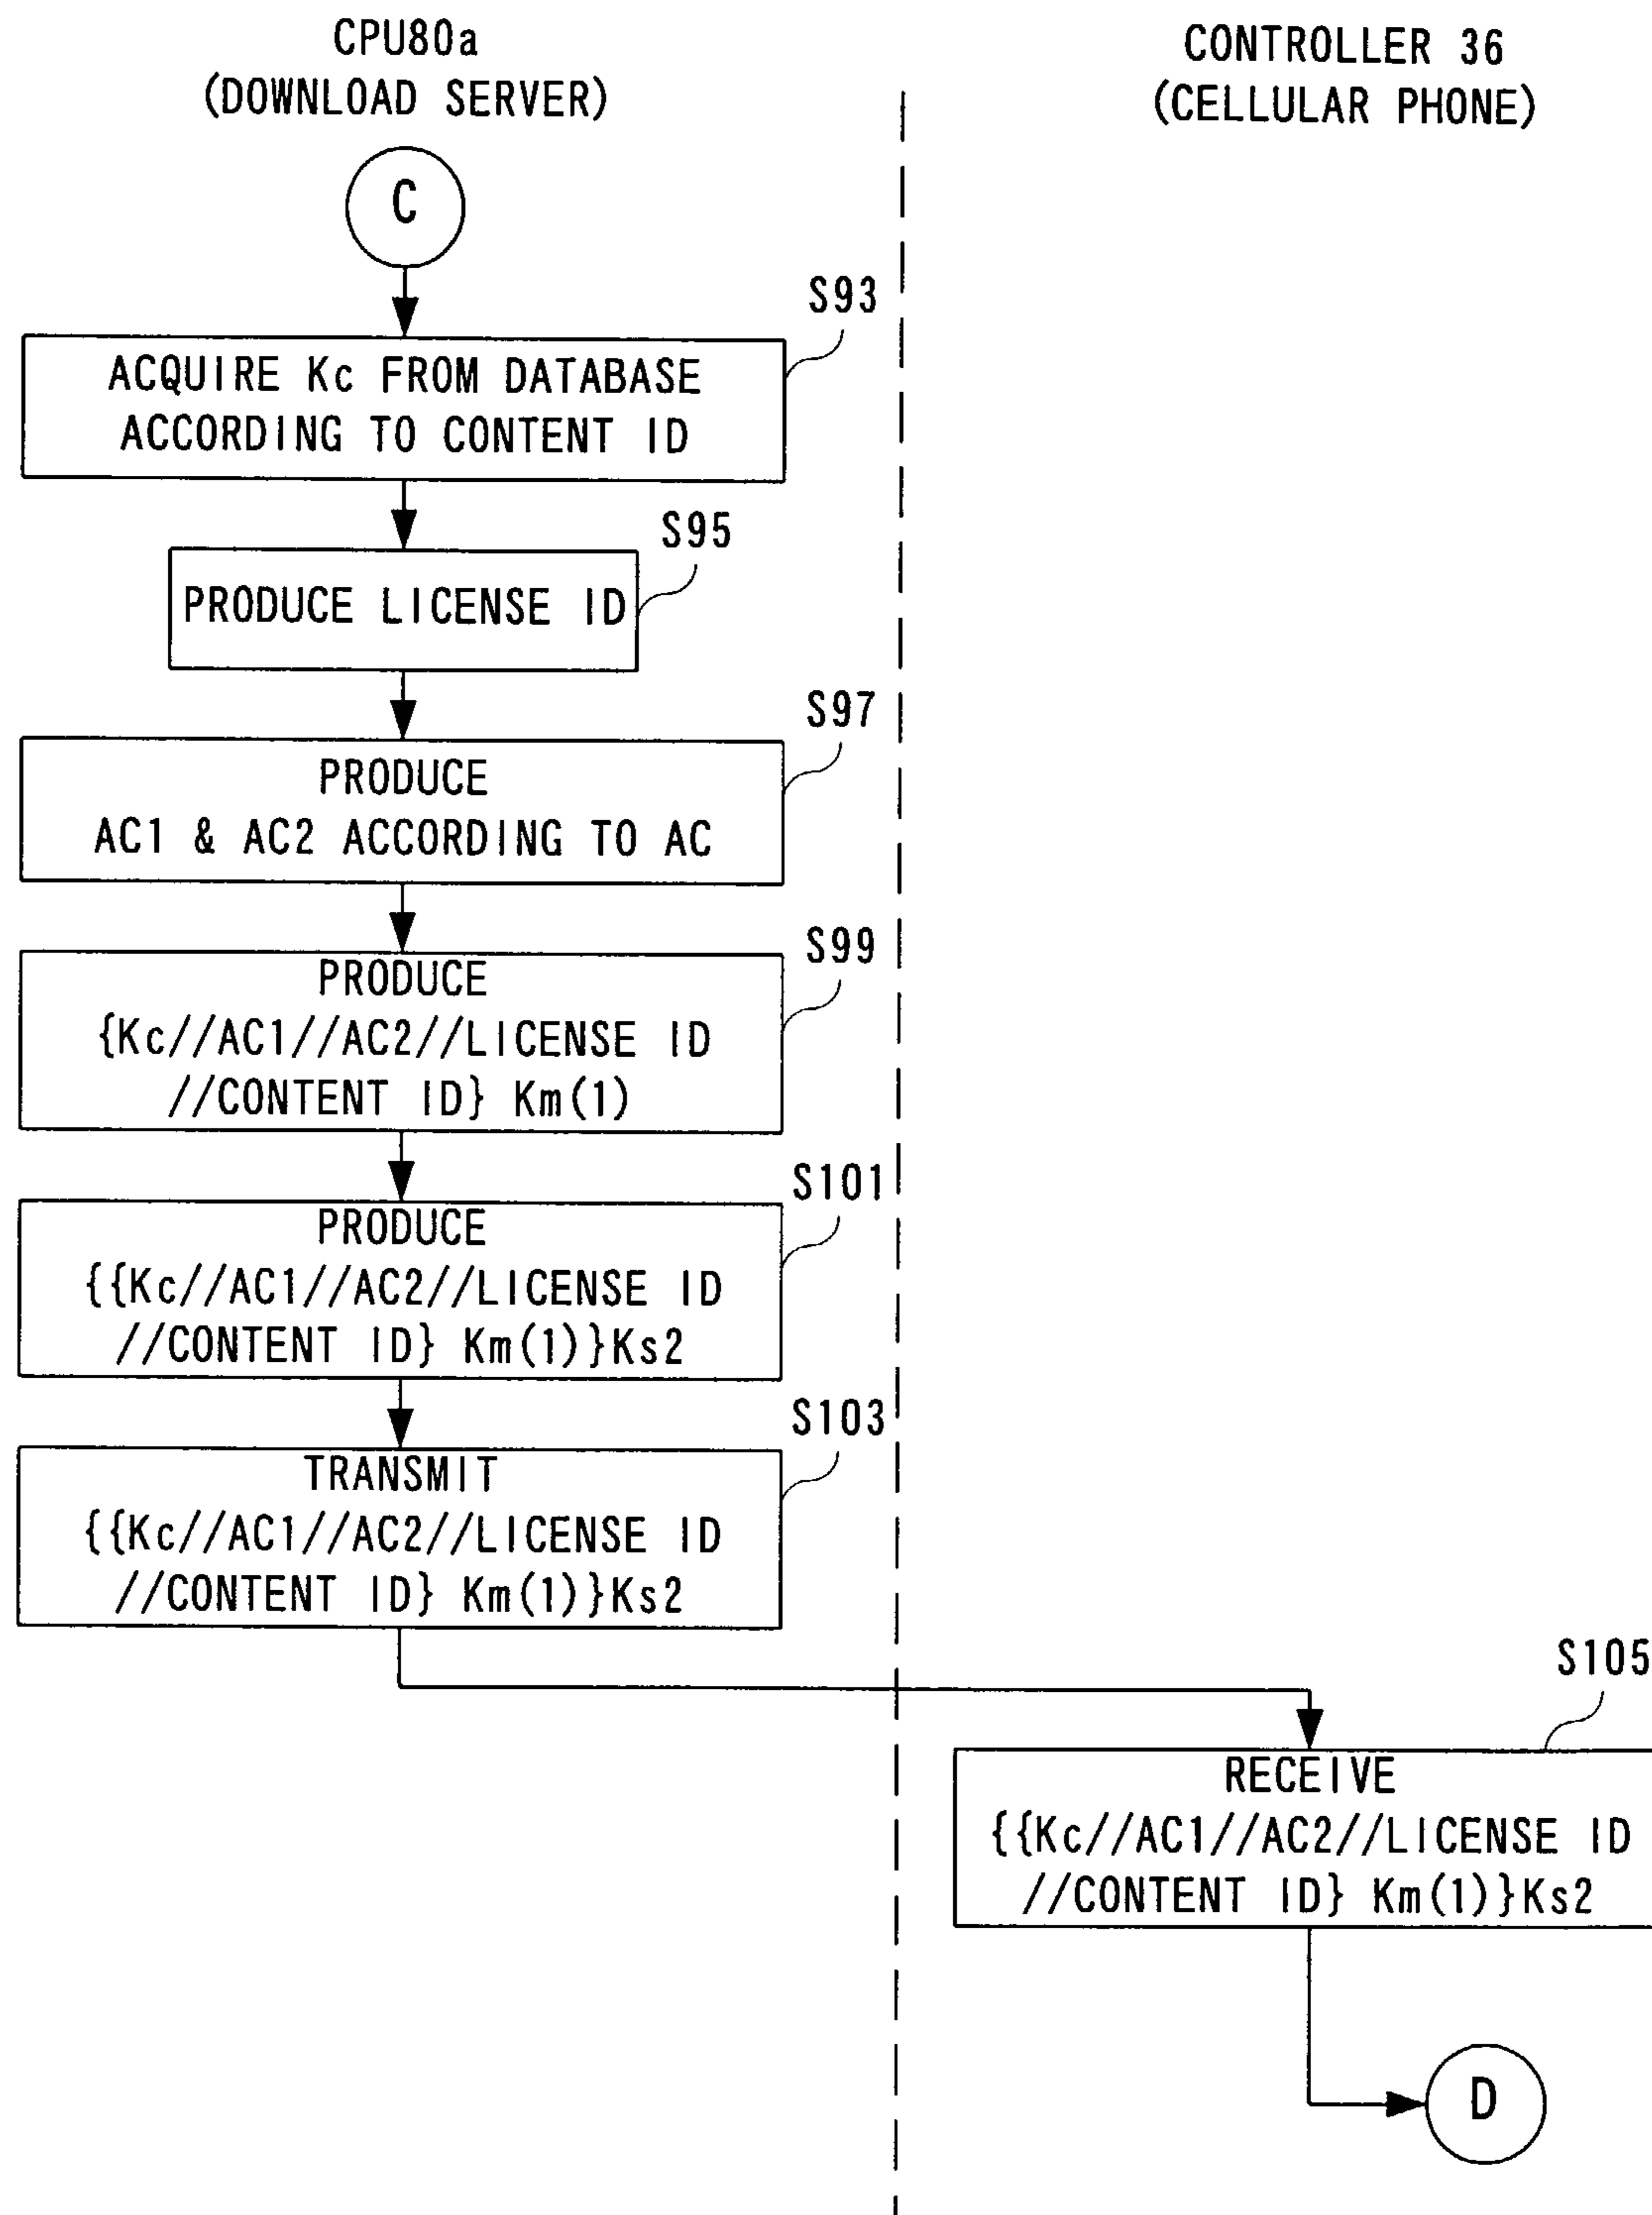 CPU80a
(DOWNLOAD SERVER)
CONTROLLER 36
(CELLULAR PHONE)
C
S93
ACQUIRE Kc FROM DATABASE
ACCORDING TO CONTENT ID
S95
PRODUCE LICENSE ID
S97
PRODUCE
AC1 & AC2 ACCORDING TO AC
S99
PRODUCE
{Kc//AC1//AC2//LICENSE ID
//CONTENT ID} Km(1)
S101
PRODUCE
{{Kc//AC1//AC2//LICENSE ID
//CONTENT ID} Km(1)}Ks2
S103
TRANSMIT
{{Kc//AC1//AC2//LICENSE ID
//CONTENT ID} Km(1)}Ks2
S105
RECEIVE
{{Kc//AC1//AC2//LICENSE ID
//CONTENT ID} Km(1)}Ks2
D